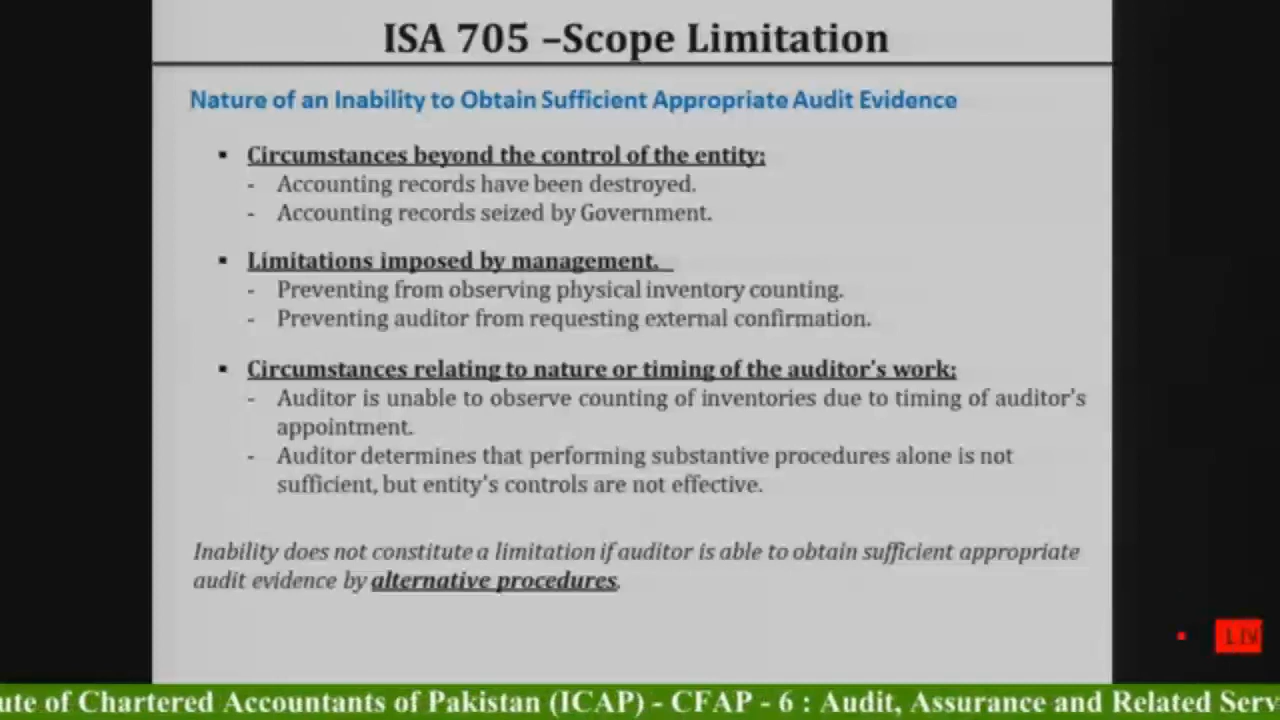 ISA 705 –Scope Limitation
Nature of an Inability to Obtain Sufficient Appropriate Audit Evidence
▪ Circumstances beyond the control of the entity:
- Accounting records have been destroyed.
- Accounting records seized by Government.
▪ Limitations imposed by management.
- Preventing from observing physical inventory counting.
- Preventing auditor from requesting external confirmation.
▪ Circumstances relating to nature or timing of the auditor's work:
- Auditor is unable to observe counting of inventories due to timing of auditor's
appointment.
- Auditor determines that performing substantive procedures alone is not
sufficient, but entity's controls are not effective.
Inability does not constitute a limitation if auditor is able to obtain sufficient appropriate
audit evidence by alternative procedures.
LIV
ute of Chartered Accountants of Pakistan (ICAP) - CFAP - 6 : Audit, Assurance and Related Serv